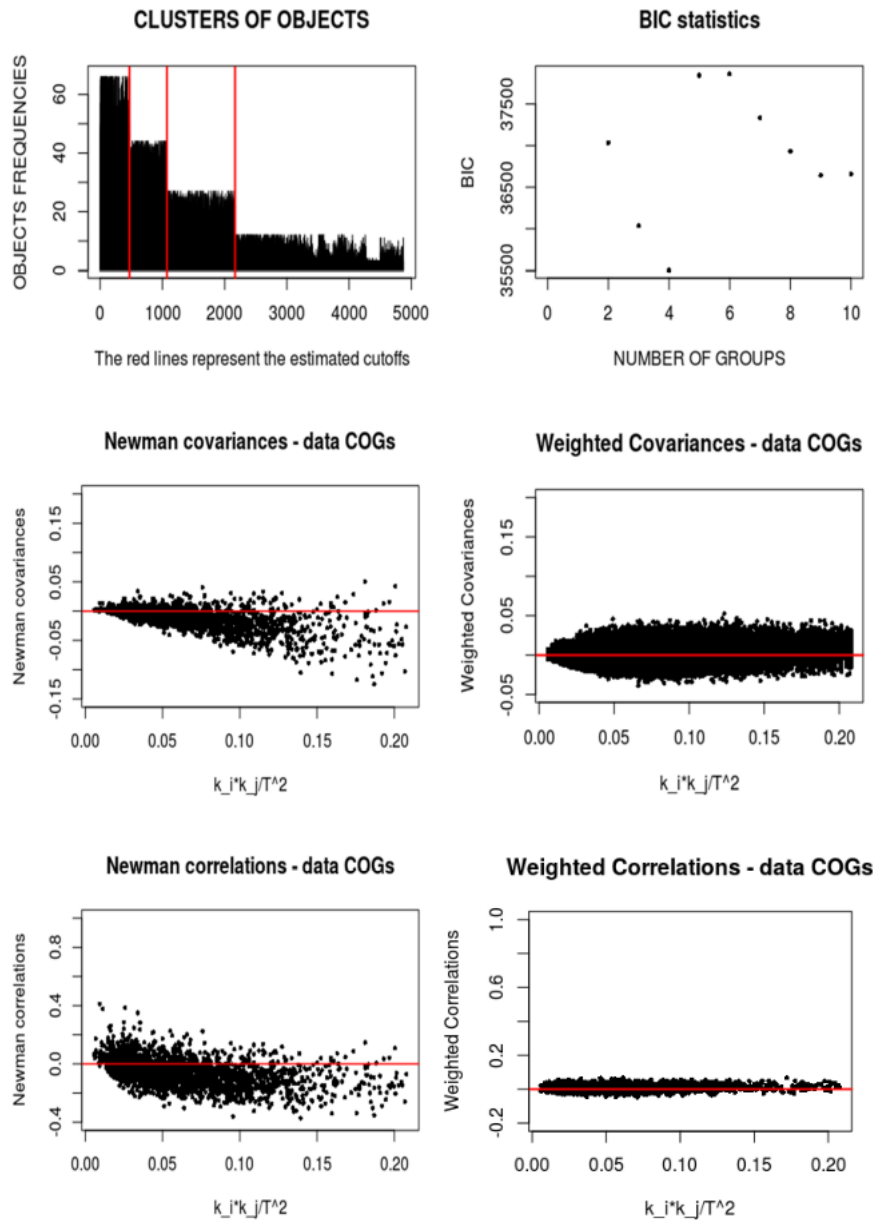 CLUSTERS OF OBJECTS
OBJECTS FREQUENCIES
60
40
20
0
0 1000 2000 3000 4000 5000
The red lines represent the estimated cutoffs
BIC statistics
BIC
37500
36500
35500
0 2 4 6 8 10
NUMBER OF GROUPS
Newman covariances - data COGs
Newman covariances
0.15
0.05
-0.05
-0.15
0.00 0.05 0.10 0.15 0.20
k_i*k_j/T^2
Weighted Covariances - data COGs
Weighted Covariances
0.15
0.05
-0.05
0.00 0.05 0.10 0.15 0.20
k_i*k_j/T^2
Newman correlations - data COGs
Newman correlations
0.8
0.4
0.0
-0.4
0.00 0.05 0.10 0.15 0.20
k_i*k_j/T^2
Weighted Correlations - data COGs
Weighted Correlations
1.0
0.6
0.2
-0.2
0.00 0.05 0.10 0.15 0.20
k_i*k_j/T^2